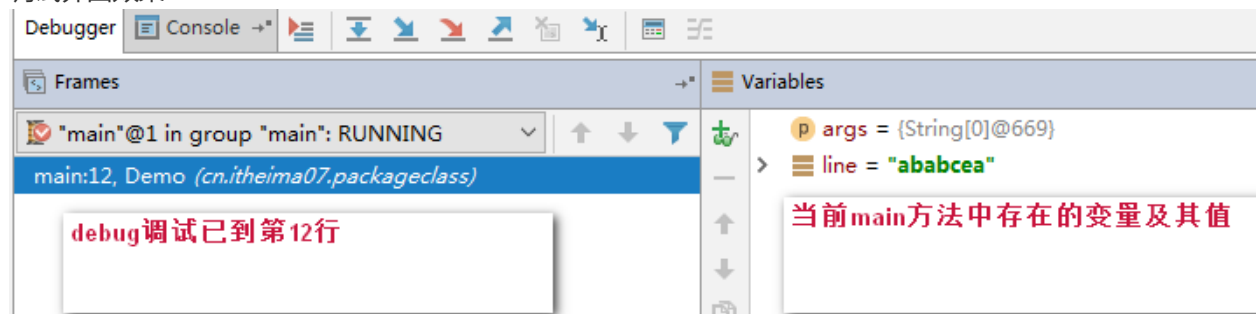 Debugger Console
Frames
Variables
"main"@1 in group "main": RUNNING
args = {String[0]@669}
main:12, Demo (cn.itheima07.packageclass)
line = "ababcea"
debug调试已到第12行
当前main方法中存在的变量及其值